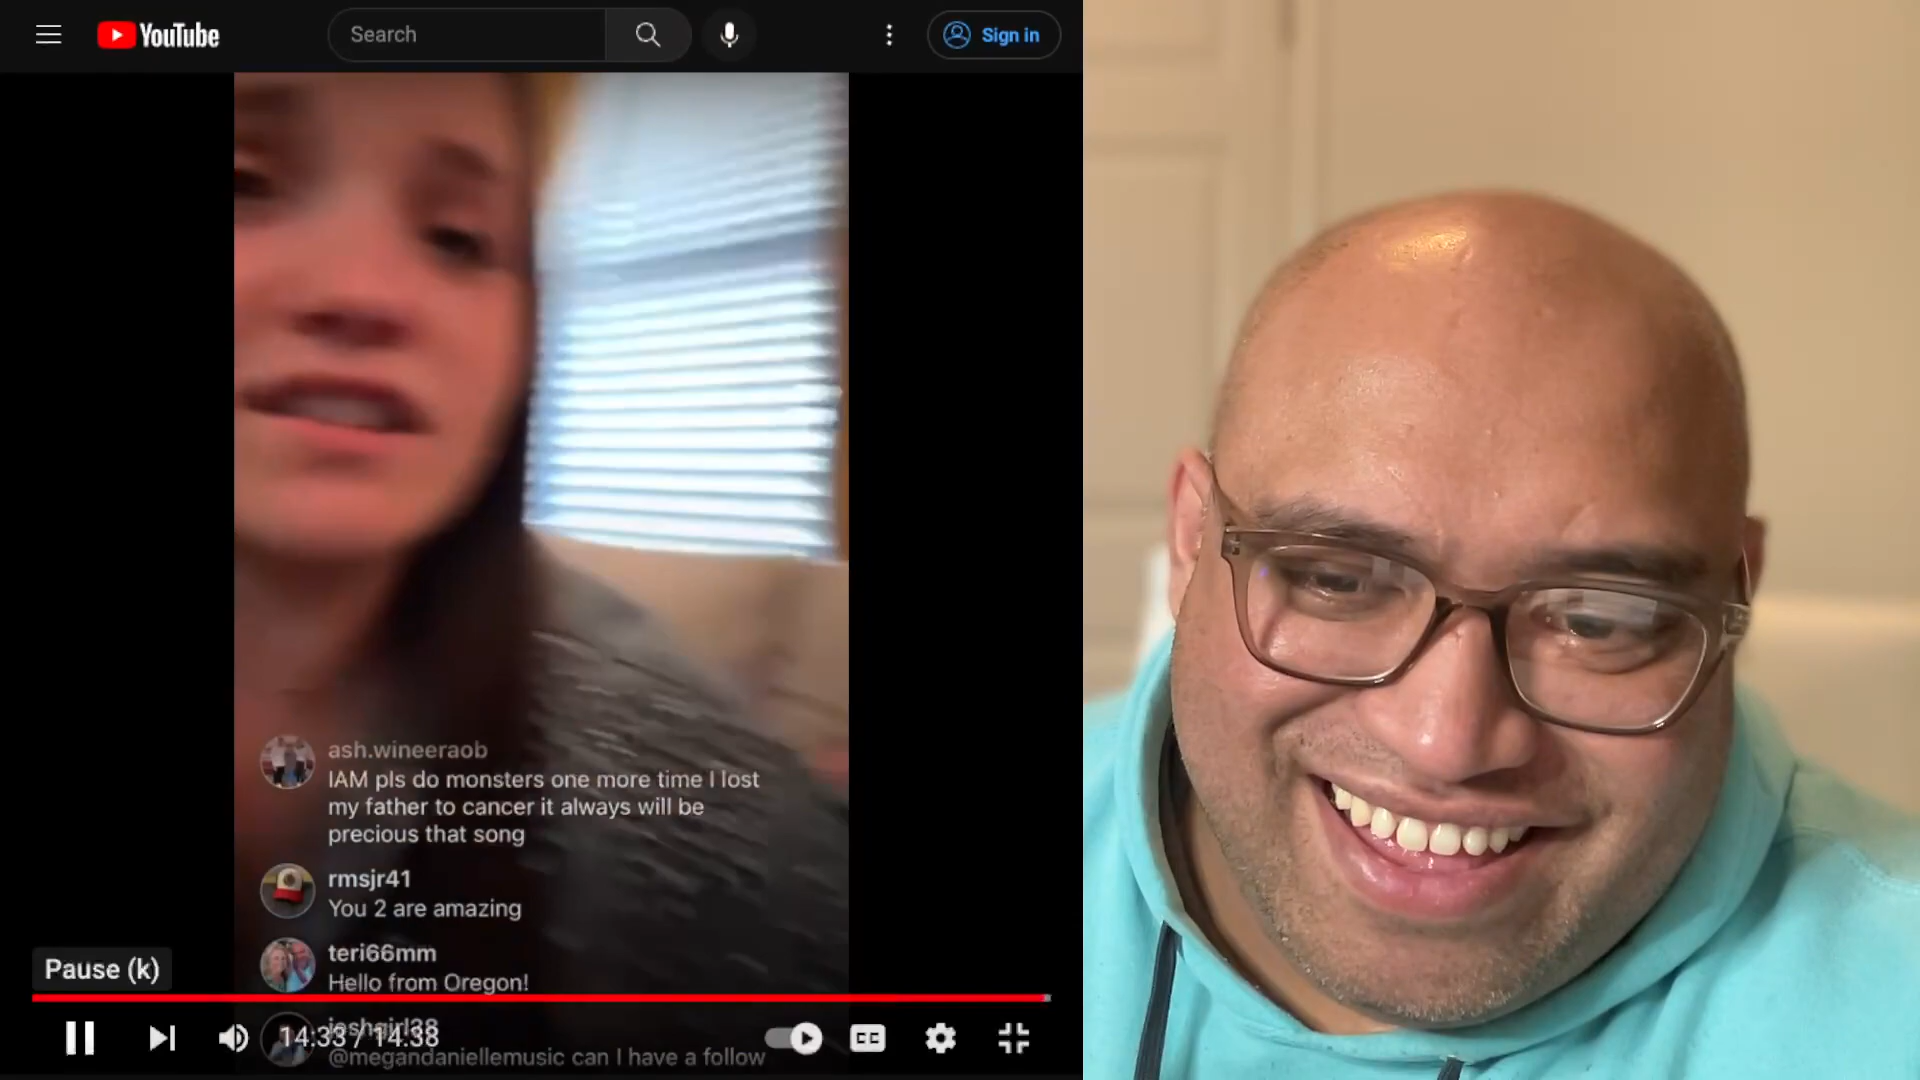 YouTube
Search
Sign in
ash.wineeraob
IAM pls do monsters one more time I lost
my father to cancer it always will be
precious that song
rmsjr41
You 2 are amazing
teri66mm
Hello from Oregon!
Pause (k)
14:33 / 14:38
CC
@megandaniellemusic can I have a follow